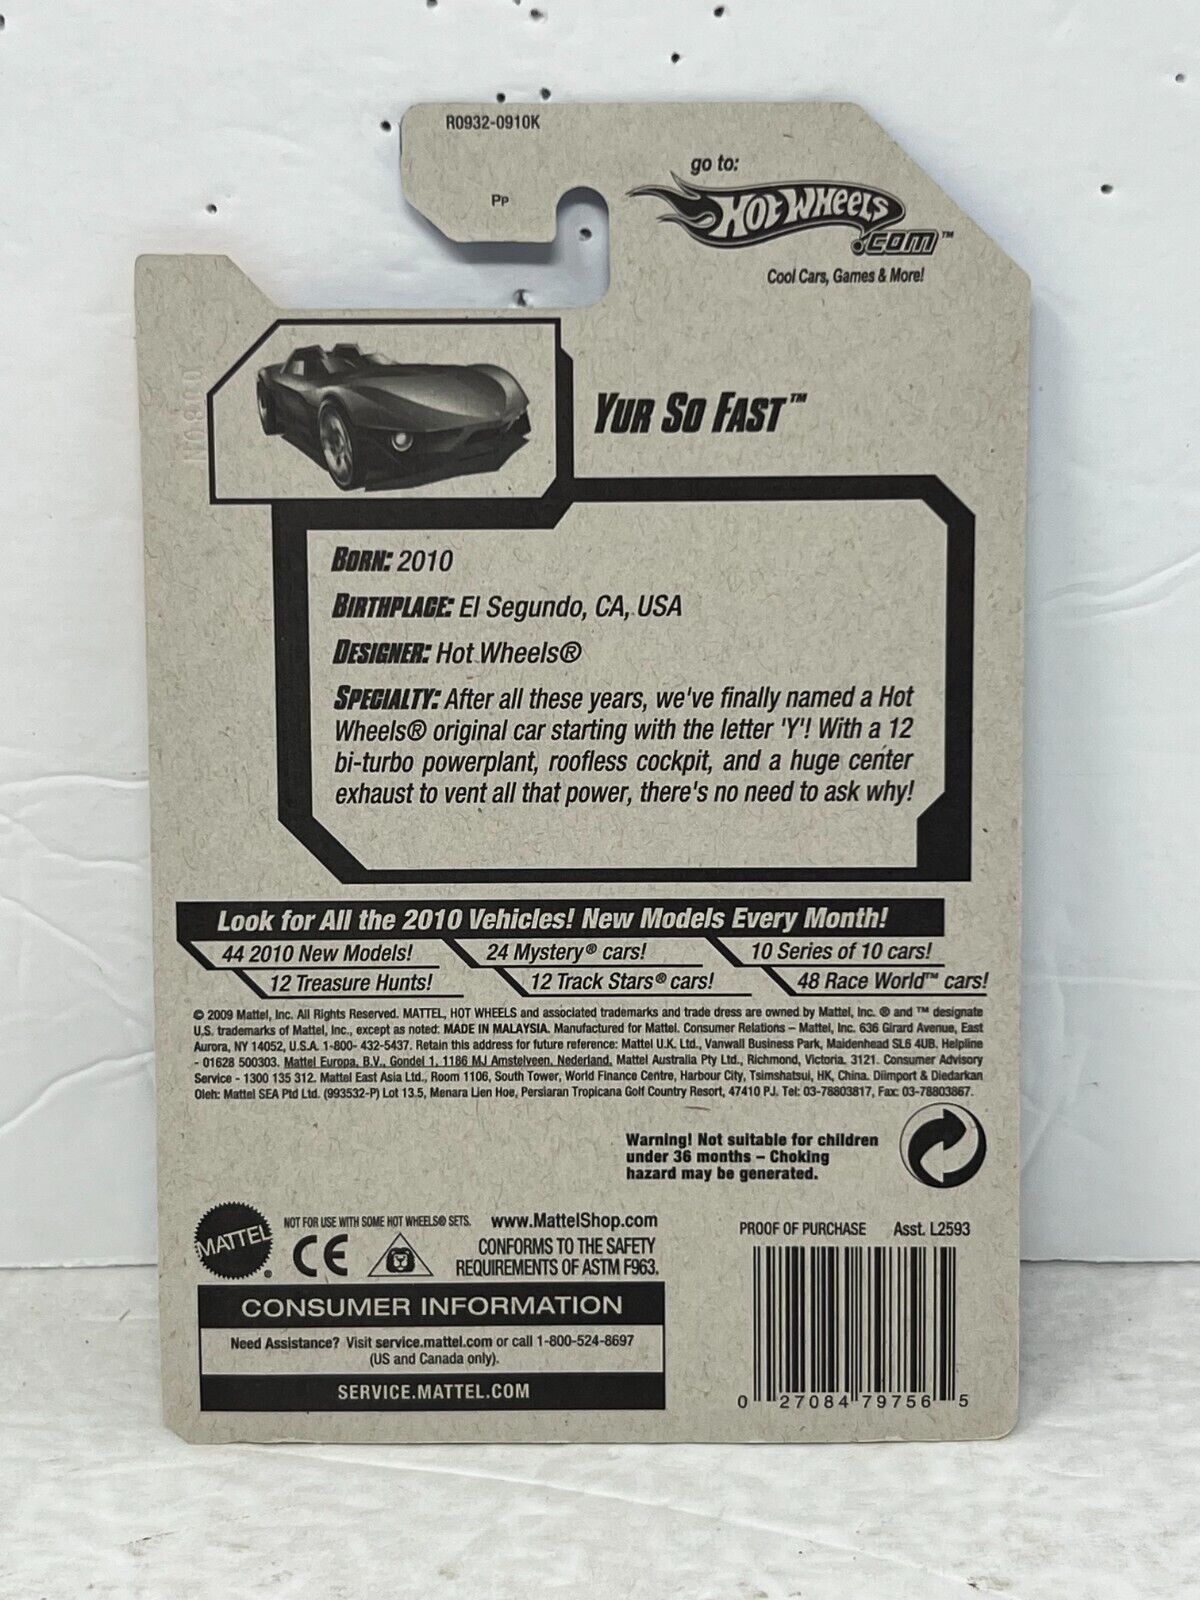 R0932-0910K
Pp
go to:
HOT WHEELS
.COM™
Cool Cars, Games & More!
YUR SO FAST™
BORN: 2010
BIRTHPLACE: El Segundo, CA, USA
DESIGNER: Hot Wheels®
SPECIALTY: After all these years, we've finally named a Hot
Wheels® original car starting with the letter 'Y'! With a 12
bi-turbo powerplant, roofless cockpit, and a huge center
exhaust to vent all that power, there's no need to ask why!
Look for All the 2010 Vehicles! New Models Every Month!
44 2010 New Models! 24 Mystery® cars! 10 Series of 10 cars!
12 Treasure Hunts! 12 Track Stars® cars! 48 Race World™ cars!
© 2009 Mattel, Inc. All Rights Reserved. MATTEL, HOT WHEELS and associated trademarks and trade dress are owned by Mattel, Inc. ® and ™ designate
U.S. trademarks of Mattel, Inc., except as noted. MADE IN MALAYSIA. Manufactured for Mattel. Consumer Relations – Mattel, Inc. 636 Girard Avenue, East
Aurora, NY 14052, U.S.A. 1-800- 432-5437. Retain this address for future reference: Mattel U.K. Ltd., Vanwall Business Park, Maidenhead SL6 4UB. Helpline
- 01628 500303. Mattel Europa, B.V., Gondel 1, 1186 MJ Amstelveen, Nederland. Mattel Australia Pty Ltd., Richmond, Victoria. 3121. Consumer Advisory
Service - 1300 135 312. Mattel East Asia Ltd., Room 1106, South Tower, World Finance Centre, Harbour City, Tsimshatsui, HK, China. Diimport & Diedarkan
Oleh: Mattel SEA Ptd Ltd. (993532-P) Lot 13.5, Menara Lien Hoe, Persiaran Tropicana Golf Country Resort, 47410 PJ. Tel: 03-78803817, Fax: 03-78803867.
Warning! Not suitable for children
under 36 months – Choking
hazard may be generated.
MATTEL®
NOT FOR USE WITH SOME HOT WHEELS® SETS. www.MattelShop.com
CE
CONFORMS TO THE SAFETY
REQUIREMENTS OF ASTM F963.
PROOF OF PURCHASE Asst. L2593
CONSUMER INFORMATION
Need Assistance? Visit service.mattel.com or call 1-800-524-8697
(US and Canada only).
SERVICE.MATTEL.COM
0 27084 79756 5